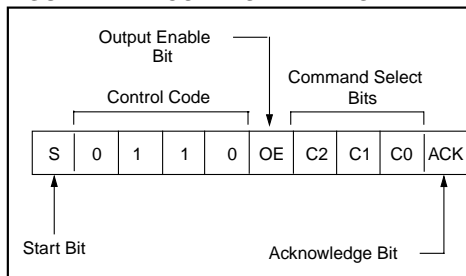 Output Enable
Bit
Command Select
Bits
Control Code
S 0 1 1 0 OE C2 C1 C0 ACK
Start Bit
Acknowledge Bit